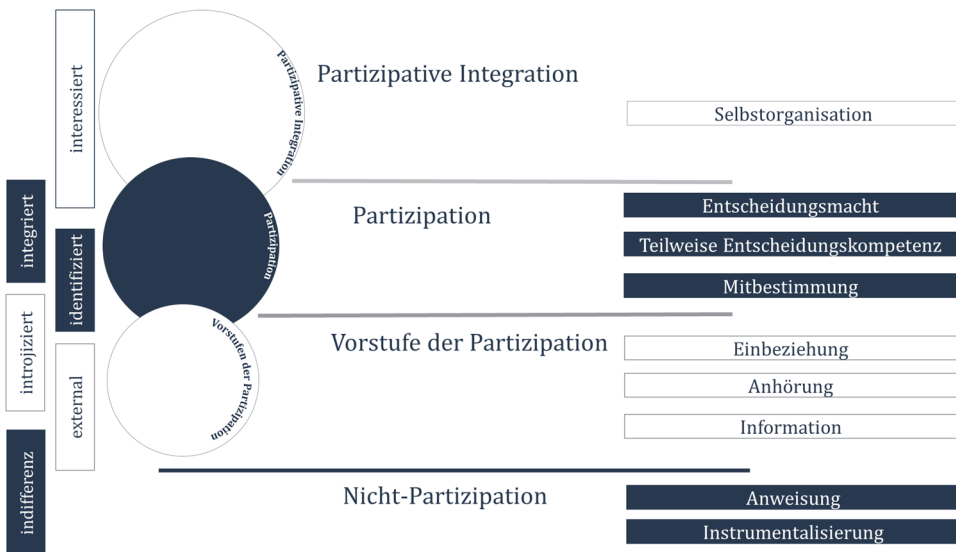 interessiert
integriert
identifiziert
introjiziert
external
indifferenz
Partizipative Integration
Partizipation
Vorstufen der Partizipation
Partizipative Integration
Selbstorganisation
Partizipation
Entscheidungsmacht
Teilweise Entscheidungskompetenz
Mitbestimmung
Vorstufe der Partizipation
Einbeziehung
Anhörung
Information
Nicht-Partizipation
Anweisung
Instrumentalisierung